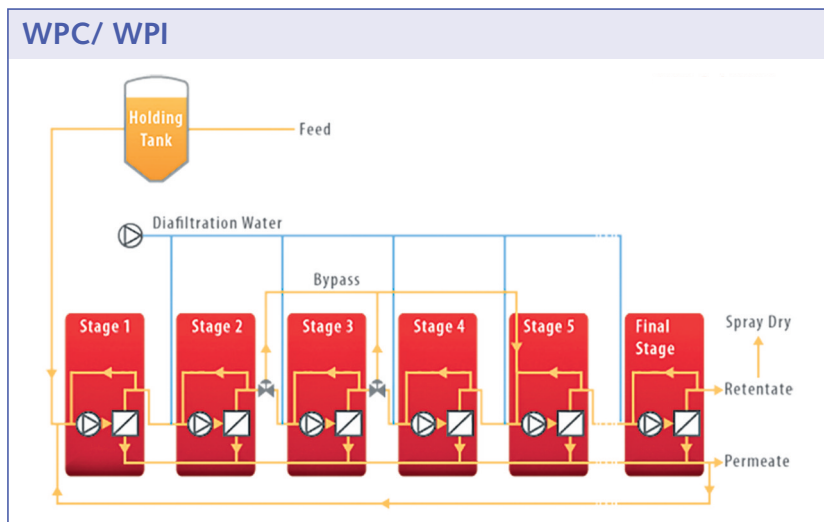 WPC/ WPI
Holding
Tank
Feed
Diafiltration Water
Bypass
Stage 1
Stage 2
Stage 3
Stage 4
Stage 5
Final
Stage
Spray Dry
Retentate
Permeate